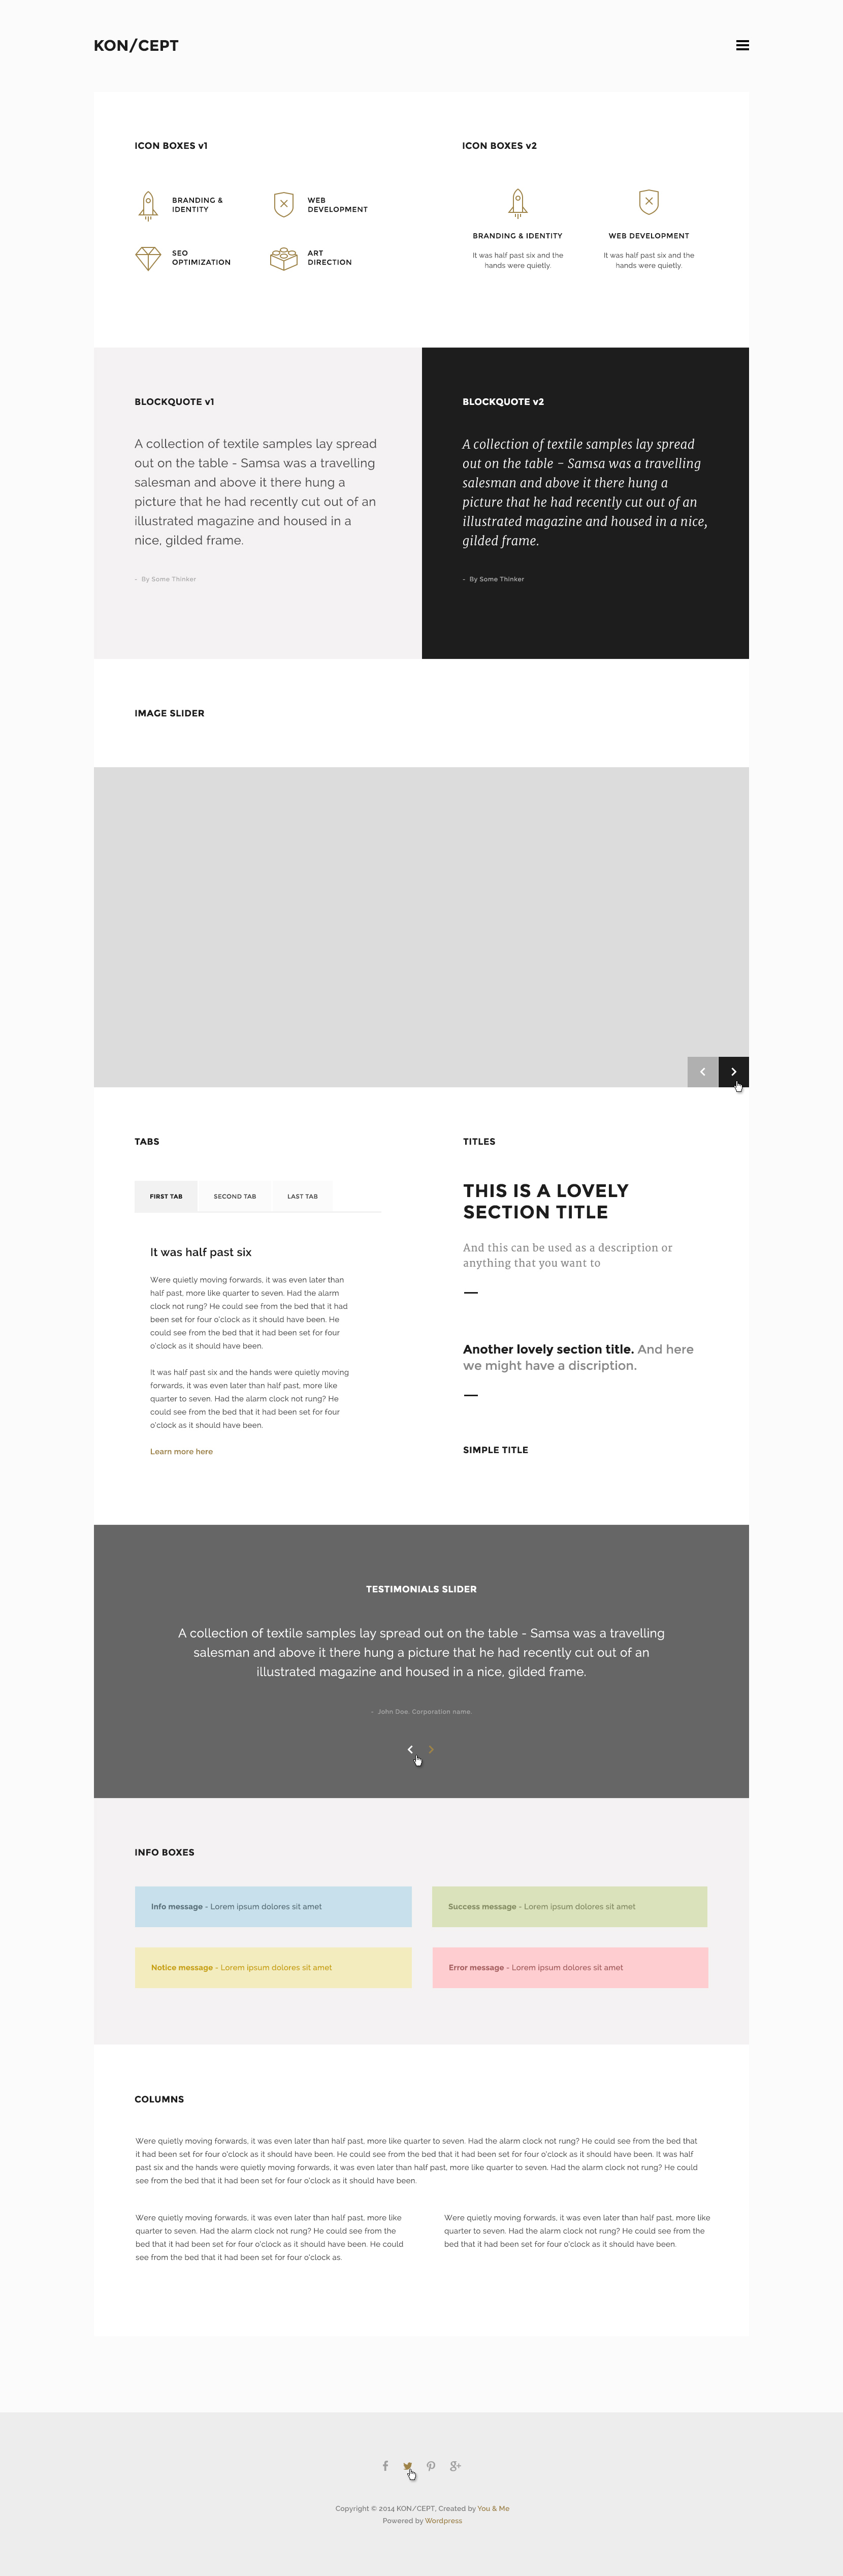 KON/CEPT
ICON BOXES v1
BRANDING &
IDENTITY
WEB
DEVELOPMENT
SEO
OPTIMIZATION
ART
DIRECTION
ICON BOXES v2
BRANDING & IDENTITY
It was half past six and the
hands were quietly.
WEB DEVELOPMENT
It was half past six and the
hands were quietly.
BLOCKQUOTE v1
A collection of textile samples lay spread
out on the table - Samsa was a travelling
salesman and above it there hung a
picture that he had recently cut out of an
illustrated magazine and housed in a
nice, gilded frame.
- By Some Thinker
BLOCKQUOTE v2
A collection of textile samples lay spread
out on the table – Samsa was a travelling
salesman and above it there hung a
picture that he had recently cut out of an
illustrated magazine and housed in a nice,
gilded frame.
- By Some Thinker
IMAGE SLIDER
TABS
FIRST TAB
SECOND TAB
LAST TAB
It was half past six
Were quietly moving forwards, it was even later than
half past, more like quarter to seven. Had the alarm
clock not rung? He could see from the bed that it had
been set for four o'clock as it should have been. He
could see from the bed that it had been set for four
o'clock as it should have been.
It was half past six and the hands were quietly moving
forwards, it was even later than half past, more like
quarter to seven. Had the alarm clock not rung? He
could see from the bed that it had been set for four
o'clock as it should have been.
Learn more here
TITLES
THIS IS A LOVELY
SECTION TITLE
And this can be used as a description or
anything that you want to
Another lovely section title. And here
we might have a discription.
SIMPLE TITLE
TESTIMONIALS SLIDER
A collection of textile samples lay spread out on the table - Samsa was a travelling
salesman and above it there hung a picture that he had recently cut out of an
illustrated magazine and housed in a nice, gilded frame.
- John Doe. Corporation name.
INFO BOXES
Info message - Lorem ipsum dolores sit amet
Success message - Lorem ipsum dolores sit amet
Notice message - Lorem ipsum dolores sit amet
Error message - Lorem ipsum dolores sit amet
COLUMNS
Were quietly moving forwards, it was even later than half past, more like quarter to seven. Had the alarm clock not rung? He could see from the bed that
it had been set for four o'clock as it should have been. He could see from the bed that it had been set for four o'clock as it should have been. It was half
past six and the hands were quietly moving forwards, it was even later than half past, more like quarter to seven. Had the alarm clock not rung? He could
see from the bed that it had been set for four o'clock as it should have been.
Were quietly moving forwards, it was even later than half past, more like
quarter to seven. Had the alarm clock not rung? He could see from the
bed that it had been set for four o'clock as it should have been. He could
see from the bed that it had been set for four o'clock as.
Were quietly moving forwards, it was even later than half past, more like
quarter to seven. Had the alarm clock not rung? He could see from the
bed that it had been set for four o'clock as it should have been.
Copyright © 2014 KON/CEPT, Created by You & Me
Powered by Wordpress